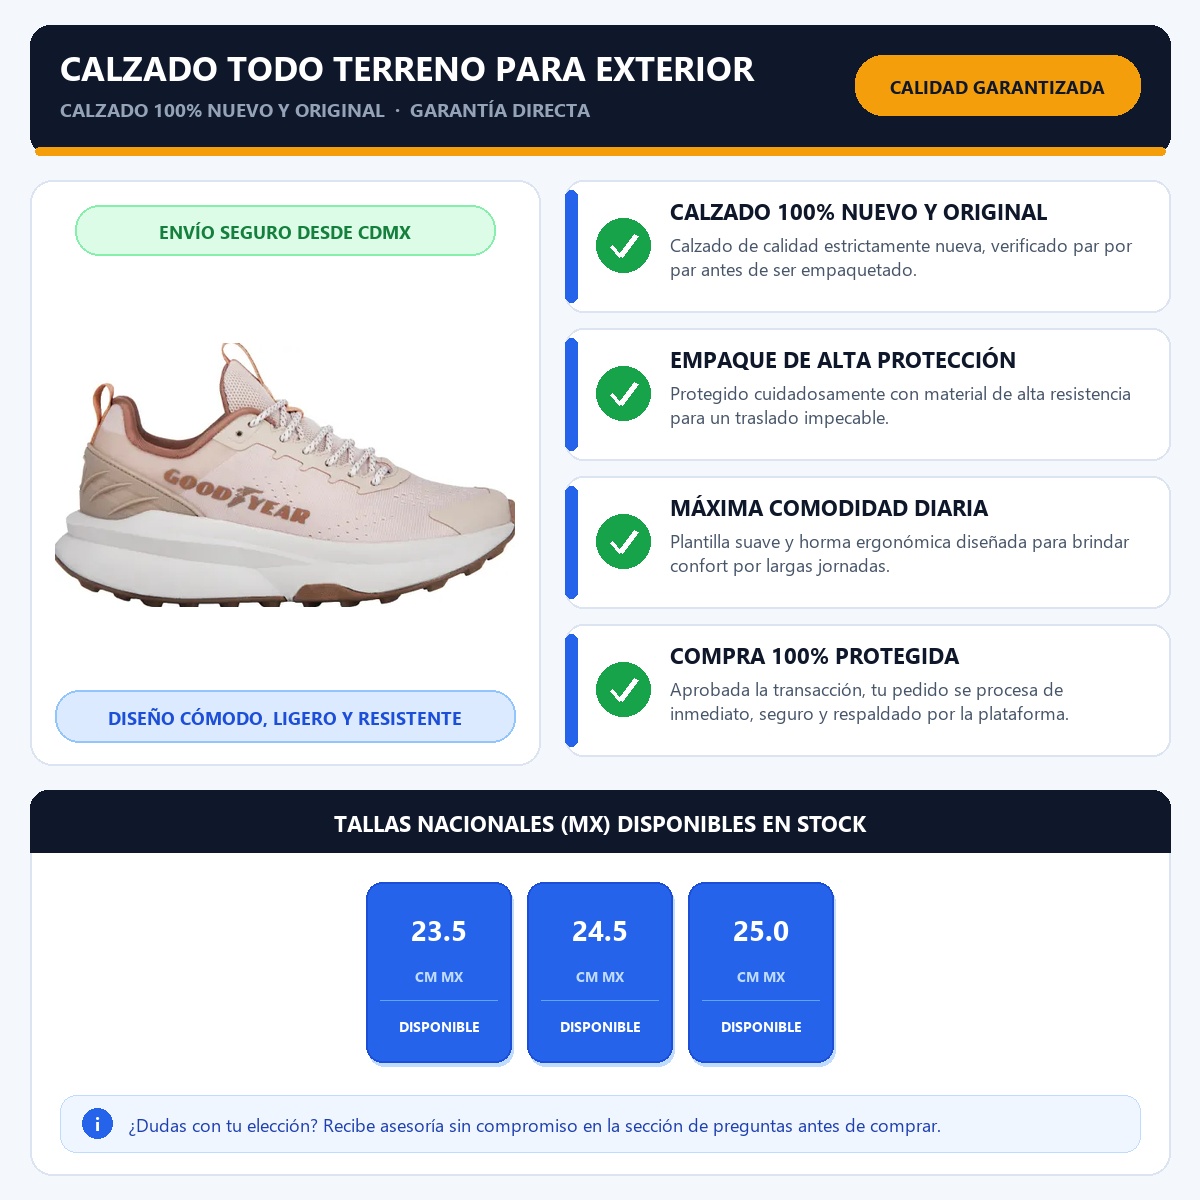 CALZADO TODO TERRENO PARA EXTERIOR
CALZADO 100% NUEVO Y ORIGINAL · GARANTÍA DIRECTA
CALIDAD GARANTIZADA
ENVÍO SEGURO DESDE CDMX
GOOD YEAR
DISEÑO CÓMODO, LIGERO Y RESISTENTE
CALZADO 100% NUEVO Y ORIGINAL
Calzado de calidad estrictamente nueva, verificado par por
par antes de ser empaquetado.
EMPAQUE DE ALTA PROTECCIÓN
Protegido cuidadosamente con material de alta resistencia
para un traslado impecable.
MÁXIMA COMODIDAD DIARIA
Plantilla suave y horma ergonómica diseñada para brindar
confort por largas jornadas.
COMPRA 100% PROTEGIDA
Aprobada la transacción, tu pedido se procesa de
inmediato, seguro y respaldado por la plataforma.
TALLAS NACIONALES (MX) DISPONIBLES EN STOCK
23.5
CM MX
DISPONIBLE
24.5
CM MX
DISPONIBLE
25.0
CM MX
DISPONIBLE
¿Dudas con tu elección? Recibe asesoría sin compromiso en la sección de preguntas antes de comprar.